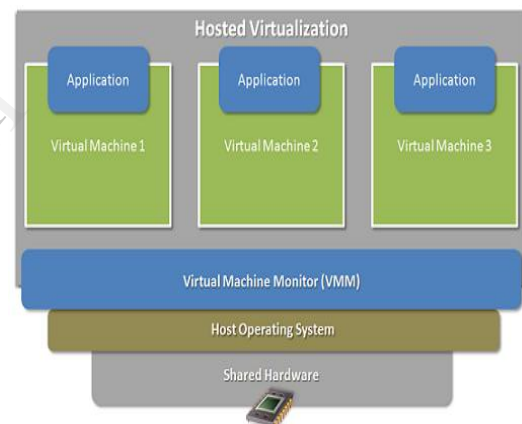 Hosted Virtualization
Application Application Application
Virtual Machine 1 Virtual Machine 2 Virtual Machine 3
Virtual Machine Monitor (VMM)
Host Operating System
Shared Hardware